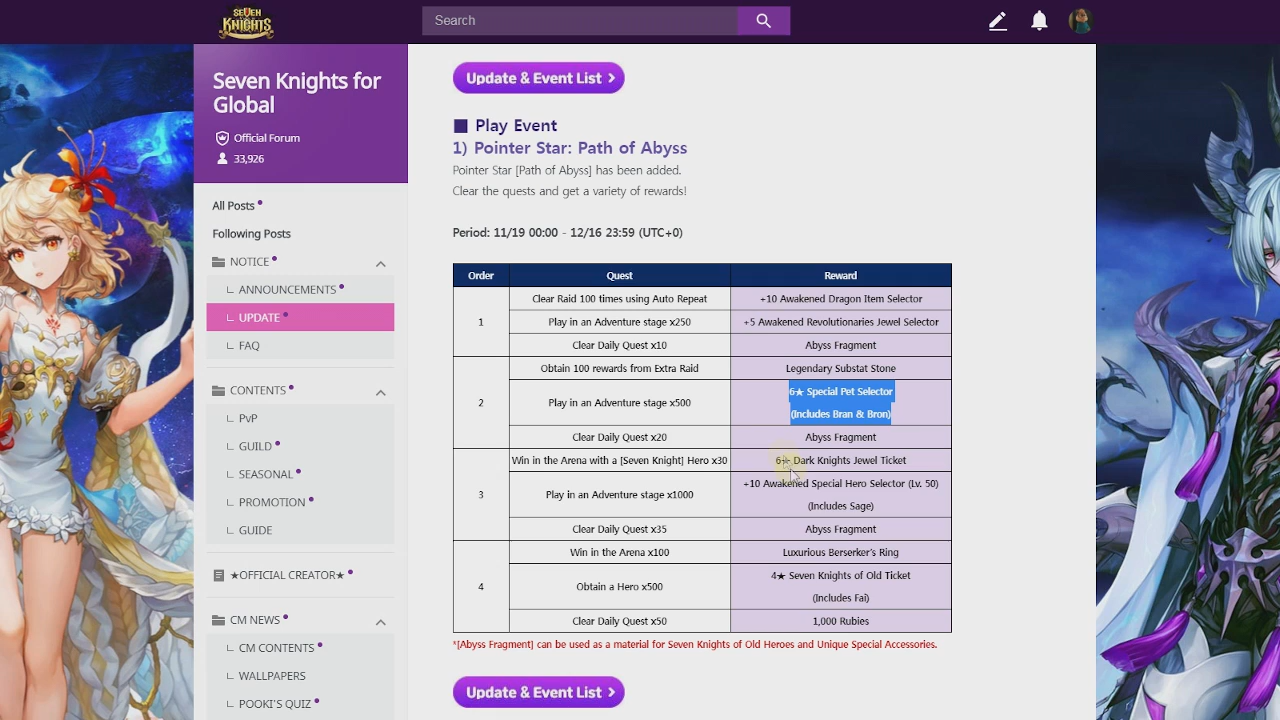 SEVEN
KNIGHTS
Search
Seven Knights for
Global
Official Forum
33,926
All Posts
Following Posts
NOTICE
ANNOUNCEMENTS
UPDATE
FAQ
CONTENTS
PvP
GUILD
SEASONAL
PROMOTION
GUIDE
★OFFICIAL CREATOR★
CM NEWS
CM CONTENTS
WALLPAPERS
POOKI'S QUIZ
Update & Event List >
■ Play Event
1) Pointer Star: Path of Abyss
Pointer Star [Path of Abyss] has been added.
Clear the quests and get a variety of rewards!
Period: 11/19 00:00 - 12/16 23:59 (UTC+0)
Order Quest Reward
1
Clear Raid 100 times using Auto Repeat +10 Awakened Dragon Item Selector
Play in an Adventure stage x250 +5 Awakened Revolutionaries Jewel Selector
Clear Daily Quest x10 Abyss Fragment
2
Obtain 100 rewards from Extra Raid Legendary Substat Stone
Play in an Adventure stage x500 6★ Special Pet Selector
(Includes Bran & Bron)
Clear Daily Quest x20 Abyss Fragment
3
Win in the Arena with a [Seven Knight] Hero x30 6★ Dark Knights Jewel Ticket
Play in an Adventure stage x1000 +10 Awakened Special Hero Selector (Lv. 50)
(Includes Sage)
Clear Daily Quest x35 Abyss Fragment
4
Win in the Arena x100 Luxurious Berserker's Ring
Obtain a Hero x500 4★ Seven Knights of Old Ticket
(Includes Fai)
Clear Daily Quest x50 1,000 Rubies
*[Abyss Fragment] can be used as a material for Seven Knights of Old Heroes and Unique Special Accessories.
Update & Event List >